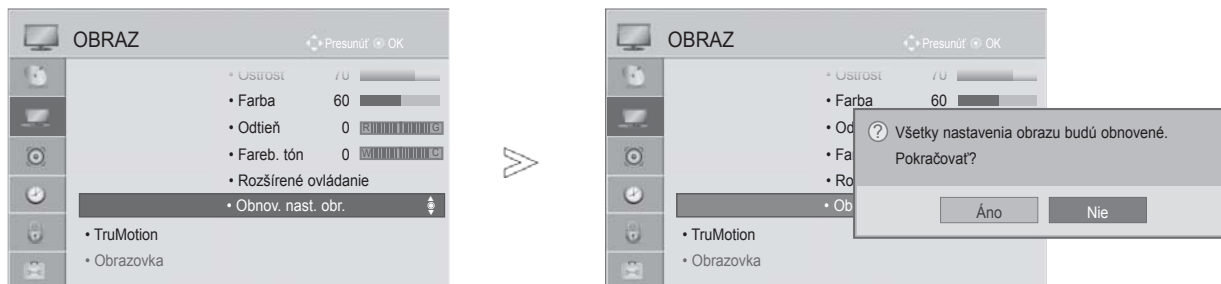 OBRAZ
Presunúť OK
• Ostrosť 70
• Farba 60
• Odtieň 0 R G
• Fareb. tón 0 W C
• Rozšírené ovládanie
• Obnov. nast. obr.
• TruMotion
• Obrazovka
OBRAZ
Presunúť OK
• Ostrosť 70
• Farba 60
• Od
• Fa
• Ro
• Ob
• TruMotion
• Obrazovka
? Všetky nastavenia obrazu budú obnovené.
Pokračovať?
Áno Nie